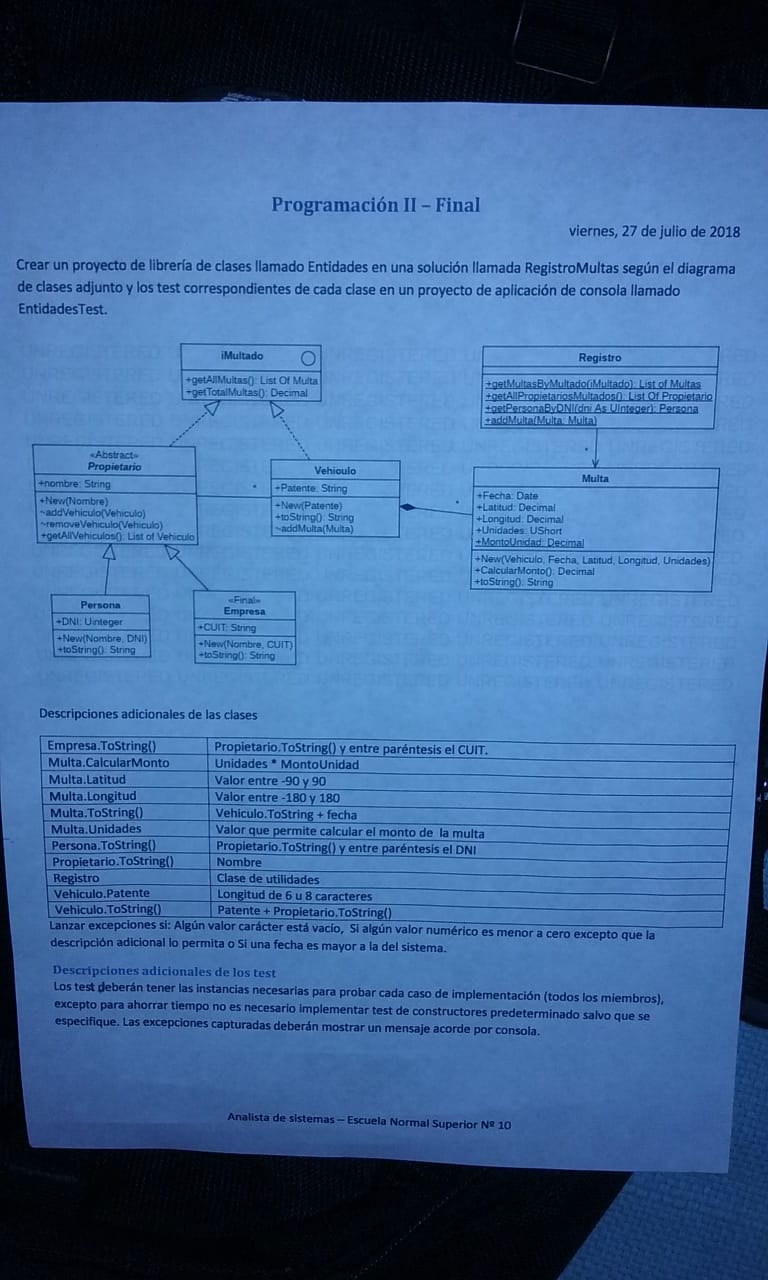 Programación II – Final
viernes, 27 de julio de 2018
Crear un proyecto de librería de clases llamado Entidades en una solución llamada RegistroMultas según el diagrama
de clases adjunto y los test correspondientes de cada clase en un proyecto de aplicación de consola llamado
EntidadesTest.
iMultado
+getAllMultas(): List Of Multa
+getTotalMultas(): Decimal
Registro
+getMultasByMultado(iMultado): List of Multas
+getAllPropietariosMultados(): List Of Propietario
+getPersonaByDNI(dni As UInteger): Persona
+addMulta(Multa: Multa)
«Abstract»
Propietario
+nombre: String
+New(Nombre)
~addVehiculo(Vehiculo)
~removeVehiculo(Vehiculo)
+getAllVehiculos(): List of Vehiculo
*
Vehiculo
+Patente: String
+New(Patente)
+toString(): String
~addMulta(Multa)
*
*
Multa
+Fecha: Date
+Latitud: Decimal
+Longitud: Decimal
+Unidades: UShort
+MontoUnidad: Decimal
+New(Vehiculo, Fecha, Latitud, Longitud, Unidades)
+CalcularMonto(): Decimal
+toString(): String
Persona
+DNI: Uinteger
+New(Nombre, DNI)
+toString(): String
«Final»
Empresa
+CUIT: String
+New(Nombre, CUIT)
+toString(): String
Descripciones adicionales de las clases
Empresa.ToString() Propietario.ToString() y entre paréntesis el CUIT.
Multa.CalcularMonto Unidades * MontoUnidad
Multa.Latitud Valor entre -90 y 90
Multa.Longitud Valor entre -180 y 180
Multa.ToString() Vehiculo.ToString + fecha
Multa.Unidades Valor que permite calcular el monto de la multa
Persona.ToString() Propietario.ToString() y entre paréntesis el DNI
Propietario.ToString() Nombre
Registro Clase de utilidades
Vehiculo.Patente Longitud de 6 u 8 caracteres
Vehiculo.ToString() Patente + Propietario.ToString()
Lanzar excepciones si: Algún valor carácter está vacío, Si algún valor numérico es menor a cero excepto que la
descripción adicional lo permita o Si una fecha es mayor a la del sistema.
Descripciones adicionales de los test
Los test deberán tener las instancias necesarias para probar cada caso de implementación (todos los miembros),
excepto para ahorrar tiempo no es necesario implementar test de constructores predeterminado salvo que se
especifique. Las excepciones capturadas deberán mostrar un mensaje acorde por consola.
Analista de sistemas – Escuela Normal Superior Nº 10